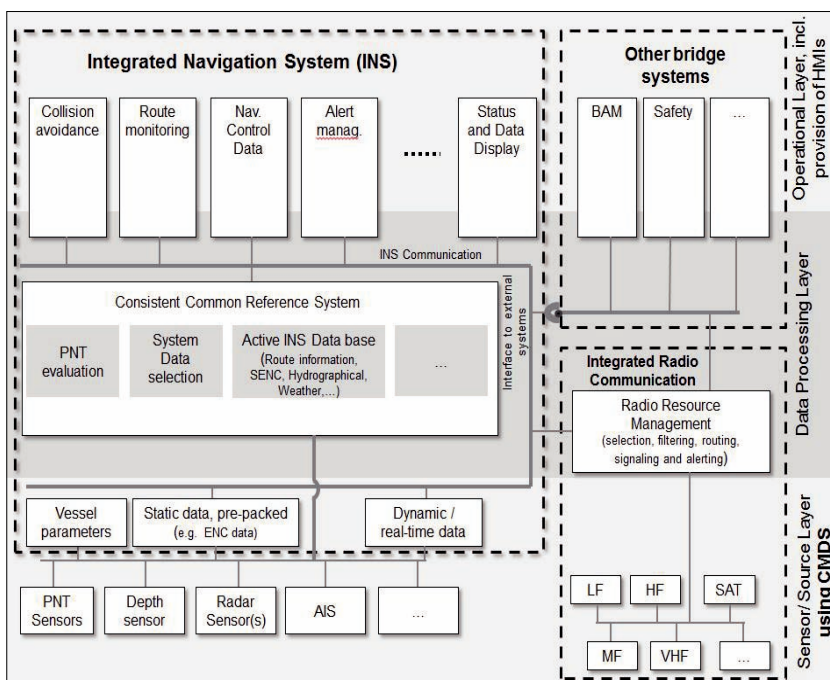 Integrated Navigation System (INS)
Collision
avoidance
Route
monitoring
Nav.
Control
Data
Alert
manag.
......
Status
and Data
Display
INS Communication
Consistent Common Reference System
PNT
evaluation
System
Data
selection
Active INS Data base
(Route information,
SENC, Hydrographical,
Weather,...)
...
Interface to external
systems
Vessel
parameters
Static data, pre-packed
(e.g. ENC data)
Dynamic /
real-time data
PNT
Sensors
Depth
sensor
Radar
Sensor(s)
AIS
...
Other bridge
systems
BAM
Safety
...
Integrated Radio
Communication
Radio Resource
Management
(selection, filtering, routing,
signaling and alerting)
LF
HF
SAT
MF
VHF
...
Operational Layer, incl.
provision of HMIs
Data Processing Layer
Sensor/ Source Layer
using CMDS